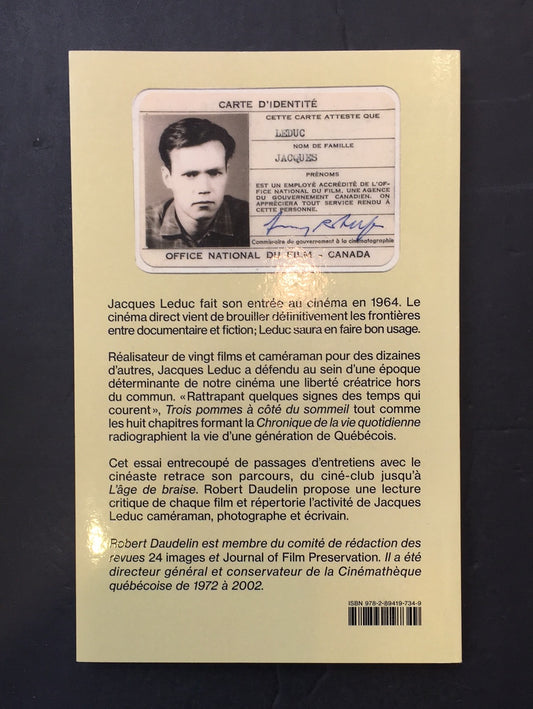 CARTE D'IDENTITÉ
CETTE CARTE ATTESTE QUE
LEDUC
NOM DE FAMILLE
JACQUES
PRÉNOMS
EST UN EMPLOYÉ ACCRÉDITÉ DE L'OF-
FICE NATIONAL DU FILM, UNE AGENCE
DU GOUVERNEMENT CANADIEN. ON
APPRÉCIERA TOUT SERVICE RENDU À
CETTE PERSONNE.
Commissaire du gouvernement à la cinématographie
OFFICE NATIONAL DU FILM - CANADA
Jacques Leduc fait son entrée au cinéma en 1964. Le
cinéma direct vient de brouiller définitivement les frontières
entre documentaire et fiction; Leduc saura en faire bon usage.
Réalisateur de vingt films et caméraman pour des dizaines
d'autres, Jacques Leduc a défendu au sein d'une époque
déterminante de notre cinéma une liberté créatrice hors
du commun. «Rattrapant quelques signes des temps qui
courent», Trois pommes à côté du sommeil tout comme
les huit chapitres formant la Chronique de la vie quotidienne
radiographient la vie d'une génération de Québécois.
Cet essai entrecoupé de passages d'entretiens avec le
cinéaste retrace son parcours, du ciné-club jusqu'à
L'âge de braise. Robert Daudelin propose une lecture
critique de chaque film et répertorie l'activité de Jacques
Leduc caméraman, photographe et écrivain.
Robert Daudelin est membre du comité de rédaction des
revues 24 images et Journal of Film Preservation. Il a été
directeur général et conservateur de la Cinémathèque
québécoise de 1972 à 2002.
ISBN 978-2-89419-734-9